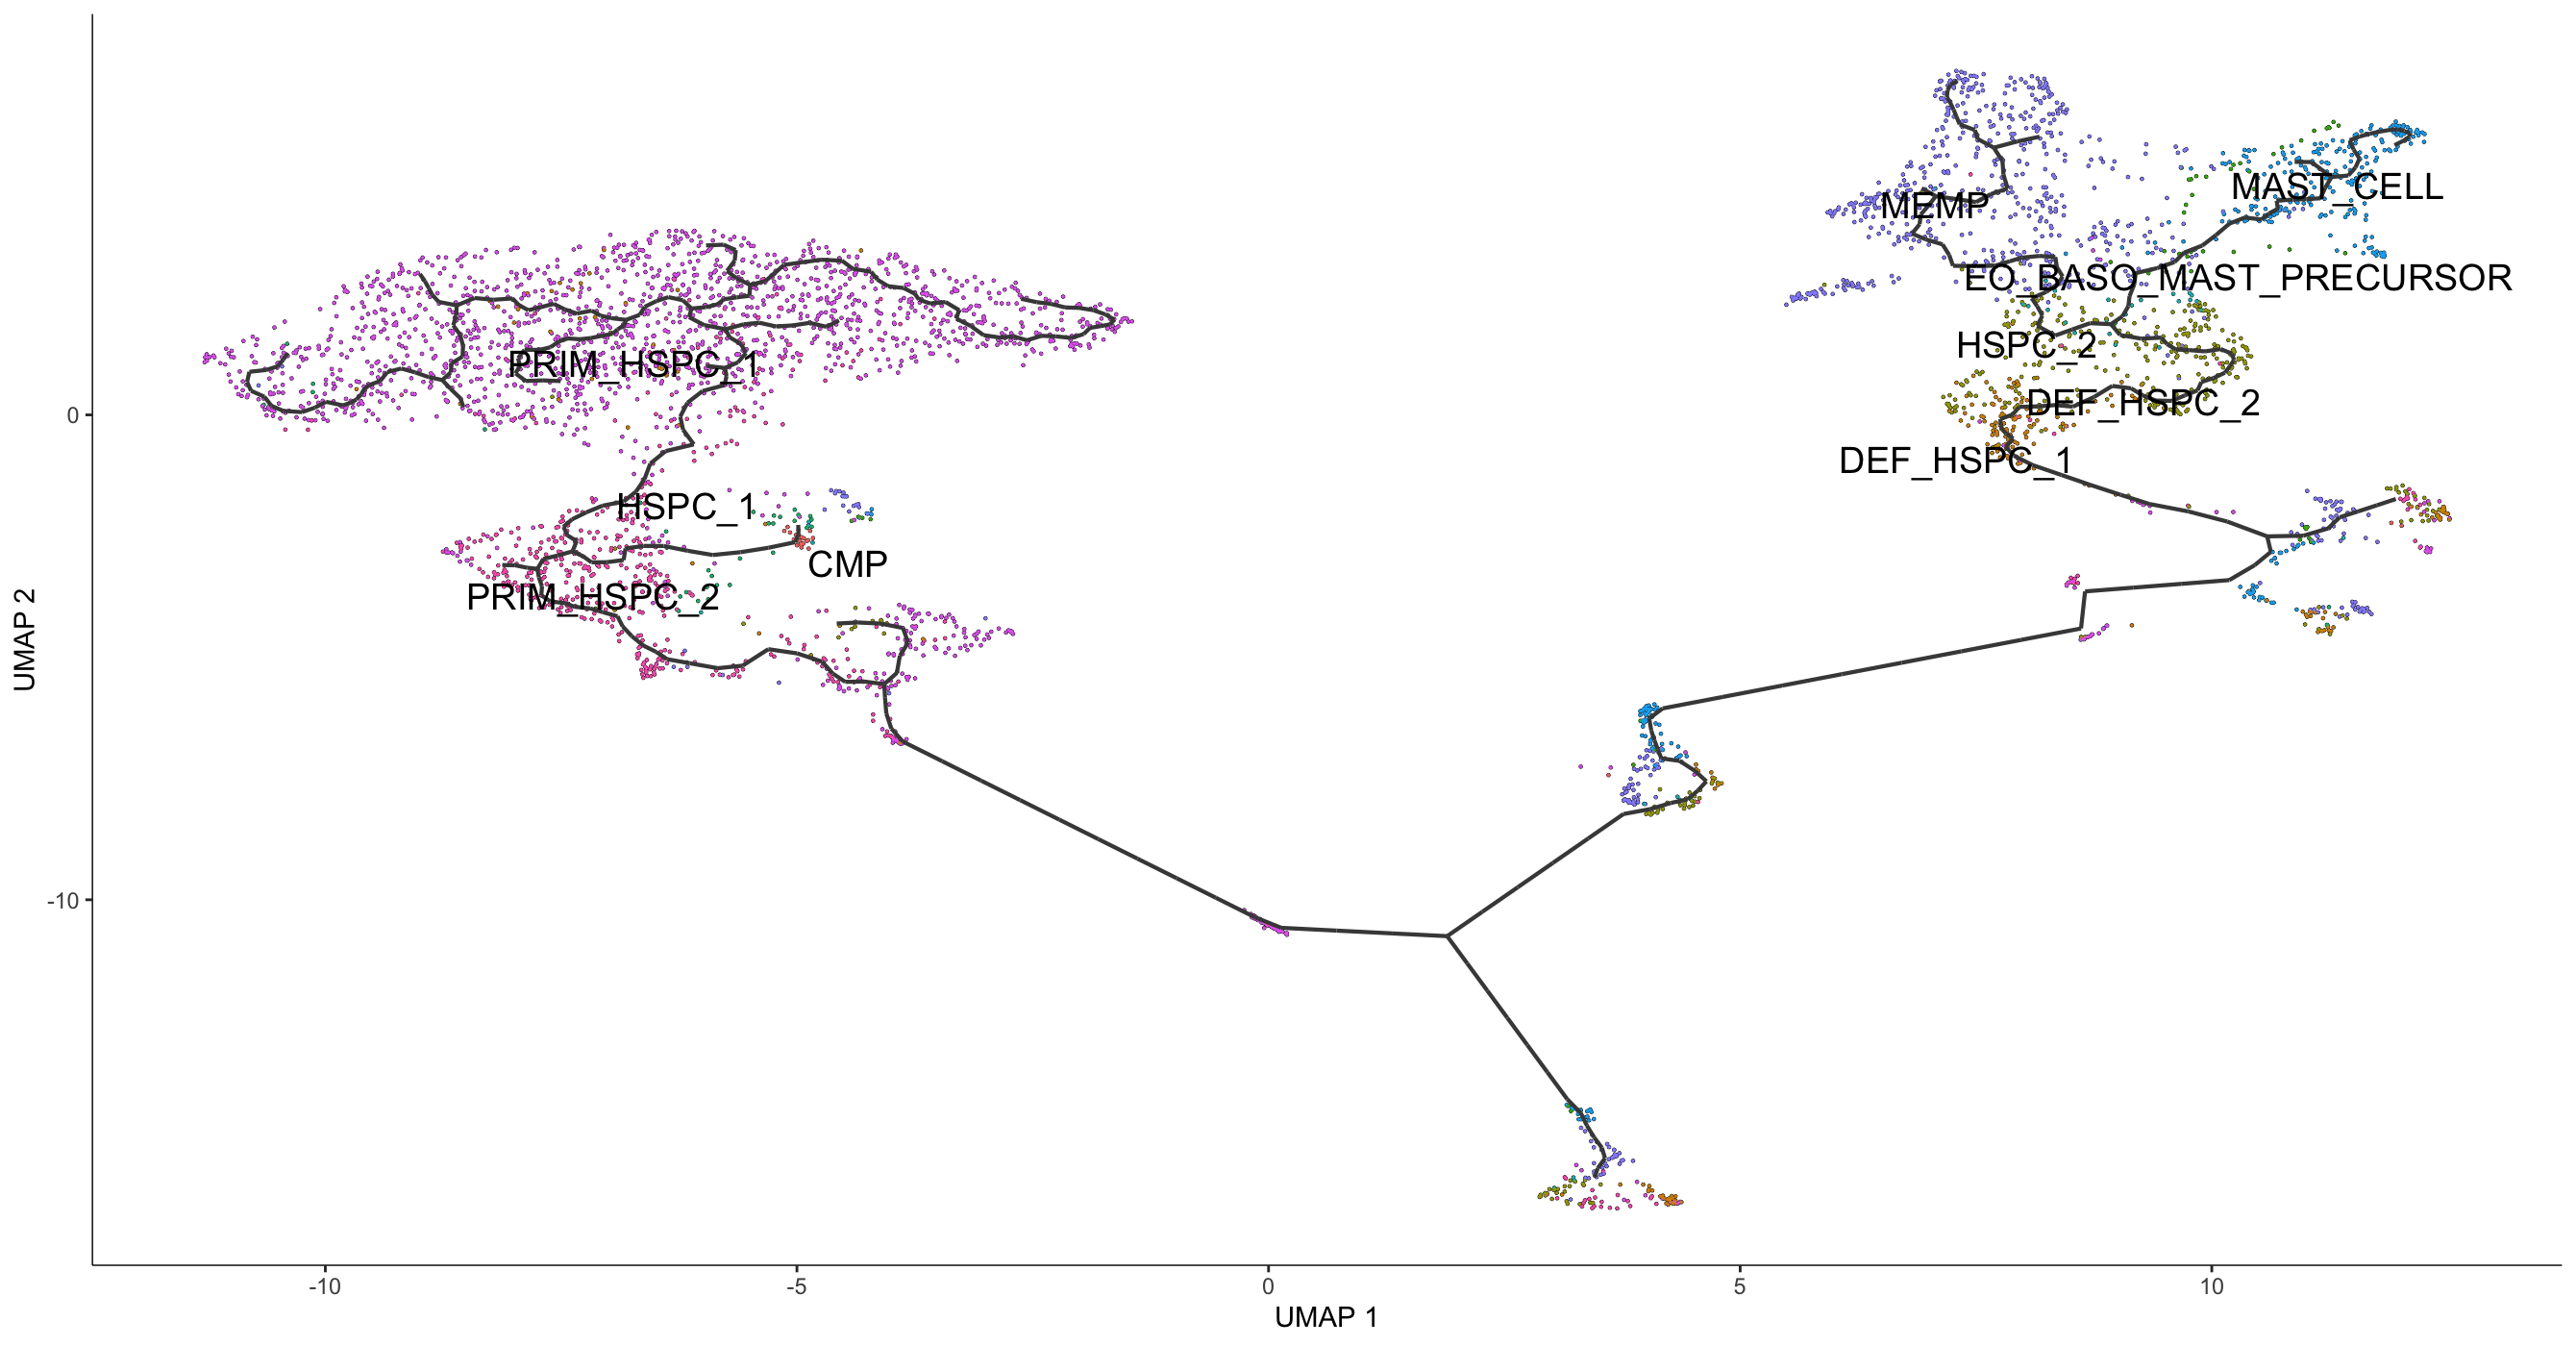 MAST_CELL
MEMP
EO_BASO_MAST_PRECURSOR
HSPC_2
PRIM_HSPC_1
DEF_HSPC_2
DEF_HSPC_1
HSPC_1
CMP
PRIM_HSPC_2
0
-10
UMAP 2
-10
-5
0
5
10
UMAP 1